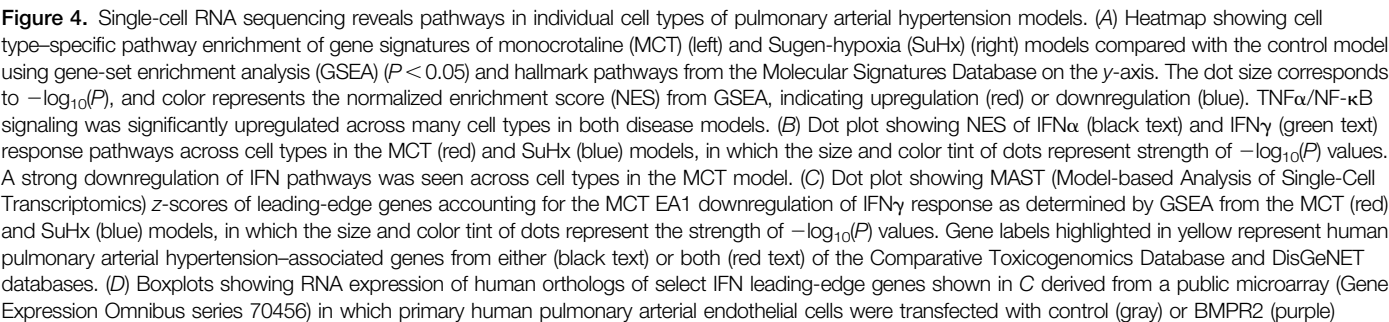 Figure 4. Single-cell RNA sequencing reveals pathways in individual cell types of pulmonary arterial hypertension models. (A) Heatmap showing cell
type–specific pathway enrichment of gene signatures of monocrotaline (MCT) (left) and Sugen-hypoxia (SuHx) (right) models compared with the control model
using gene-set enrichment analysis (GSEA) (P < 0.05) and hallmark pathways from the Molecular Signatures Database on the y-axis. The dot size corresponds
to −log10(P), and color represents the normalized enrichment score (NES) from GSEA, indicating upregulation (red) or downregulation (blue). TNFα/NF-κB
signaling was significantly upregulated across many cell types in both disease models. (B) Dot plot showing NES of IFNα (black text) and IFNγ (green text)
response pathways across cell types in the MCT (red) and SuHx (blue) models, in which the size and color tint of dots represent strength of −log10(P) values.
A strong downregulation of IFN pathways was seen across cell types in the MCT model. (C) Dot plot showing MAST (Model-based Analysis of Single-Cell
Transcriptomics) z-scores of leading-edge genes accounting for the MCT EA1 downregulation of IFNγ response as determined by GSEA from the MCT (red)
and SuHx (blue) models, in which the size and color tint of dots represent the strength of −log10(P) values. Gene labels highlighted in yellow represent human
pulmonary arterial hypertension–associated genes from either (black text) or both (red text) of the Comparative Toxicogenomics Database and DisGeNET
databases. (D) Boxplots showing RNA expression of human orthologs of select IFN leading-edge genes shown in C derived from a public microarray (Gene
Expression Omnibus series 70456) in which primary human pulmonary arterial endothelial cells were transfected with control (gray) or BMPR2 (purple)